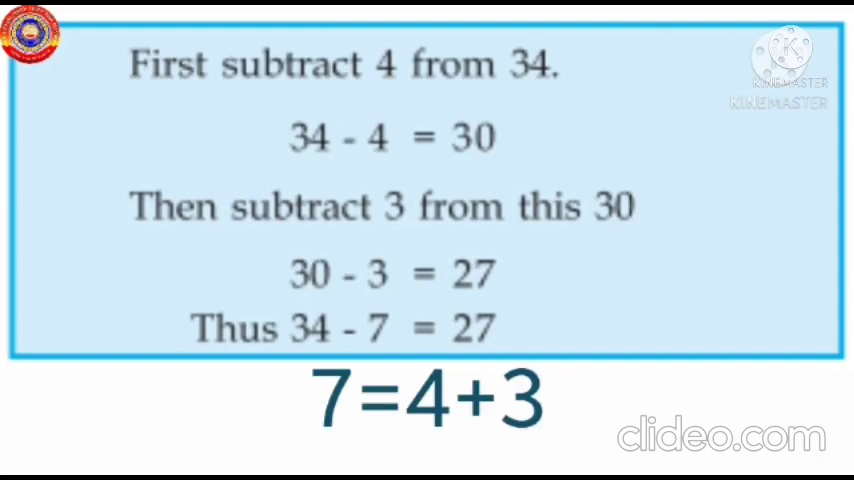 First subtract 4 from 34.
34 - 4 = 30
Then subtract 3 from this 30
30 - 3 = 27
Thus 34 - 7 = 27
7=4+3
KINEMASTER
KINEMASTER
clideo.com